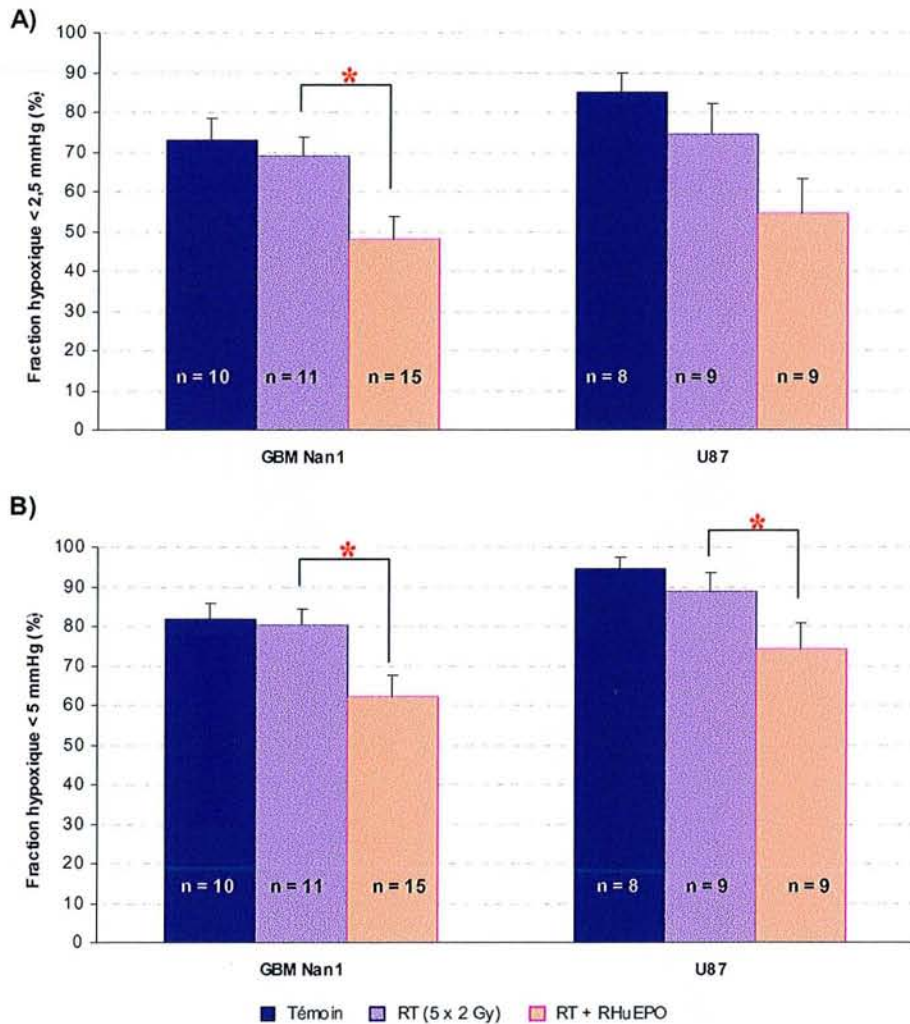 A)
Fraction hypoxique < 2,5 mmHg (%)
100
90
80
70
60
50
40
30
20
10
0
*
n = 10
n = 11
n = 15
n = 8
n = 9
n = 9
GBM Nan1
U87
B)
Fraction hypoxique < 5 mmHg (%)
100
90
80
70
60
50
40
30
20
10
0
*
*
n = 10
n = 11
n = 15
n = 8
n = 9
n = 9
GBM Nan1
U87
Témoin
RT (5 x 2 Gy)
RT + RHuEPO